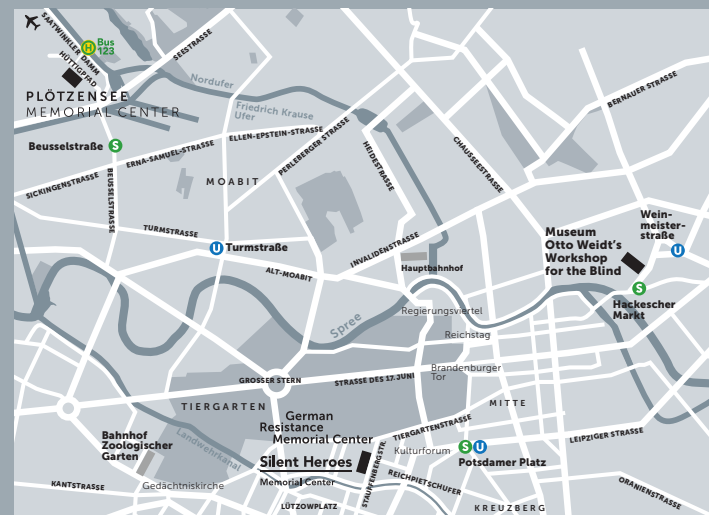 SAATWINKLER DAMM
H
Bus
123
HÜTTIGPFAD
PLÖTZENSEE
MEMORIAL CENTER
SEESTRASSE
Nordufer
Friedrich Krause
Ufer
BERNAUER STRASSE
Beusselstraße S
ERNA-SAMUEL-STRASSE
ELLEN-EPSTEIN-STRASSE
PERLEBERGER STRASSE
HEIDESTRASSE
CHAUSSEESTRASSE
SICKINGENSTRASSE
BEUSSELSTRASSE
MOABIT
TURMSTRASSE
U Turmstraße
ALT-MOABIT
INVALIDENSTRASSE
Hauptbahnhof
Museum
Otto Weidt's
Workshop
for the Blind
Wein-
meister-
straße
U
S
Hackescher
Markt
Spree
Regierungsviertel
Reichstag
Brandenburger
Tor
GROSSER STERN
STRASSE DES 17. JUNI
TIERGARTEN
MITTE
German
Resistance
Memorial Center
TIERGARTENSTRASSE
LEIPZIGER STRASSE
Bahnhof
Zoologischer
Garten
Landwehrkanal
Silent Heroes
Memorial Center
STAUFFENBERGSTR.
Kulturforum
S U
Potsdamer Platz
REICHPIETSCHUFER
KANTSTRASSE
Gedächtniskirche
LÜTZOWPLATZ
KREUZBERG
ORANIENSTRASSE